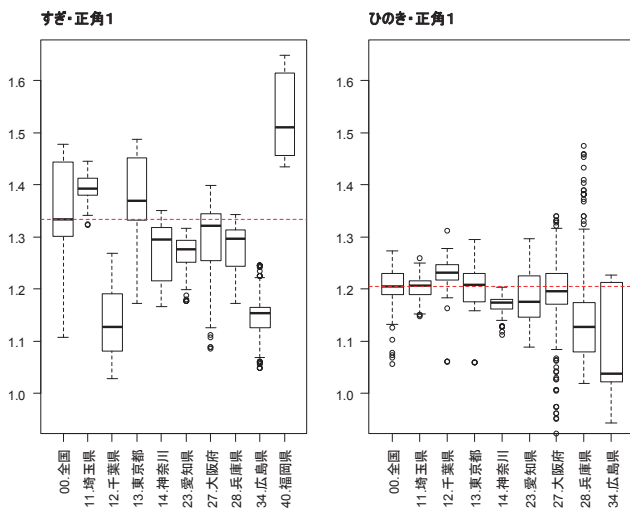 すぎ・正角1
1.6
1.5
1.4
1.3
1.2
1.1
1.0
00.全国
11.埼玉県
12.千葉県
13.東京都
14.神奈川
23.愛知県
27.大阪府
28.兵庫県
34.広島県
40.福岡県
ひのき・正角1
1.6
1.5
1.4
1.3
1.2
1.1
1.0
00.全国
11.埼玉県
12.千葉県
13.東京都
14.神奈川
23.愛知県
27.大阪府
28.兵庫県
34.広島県